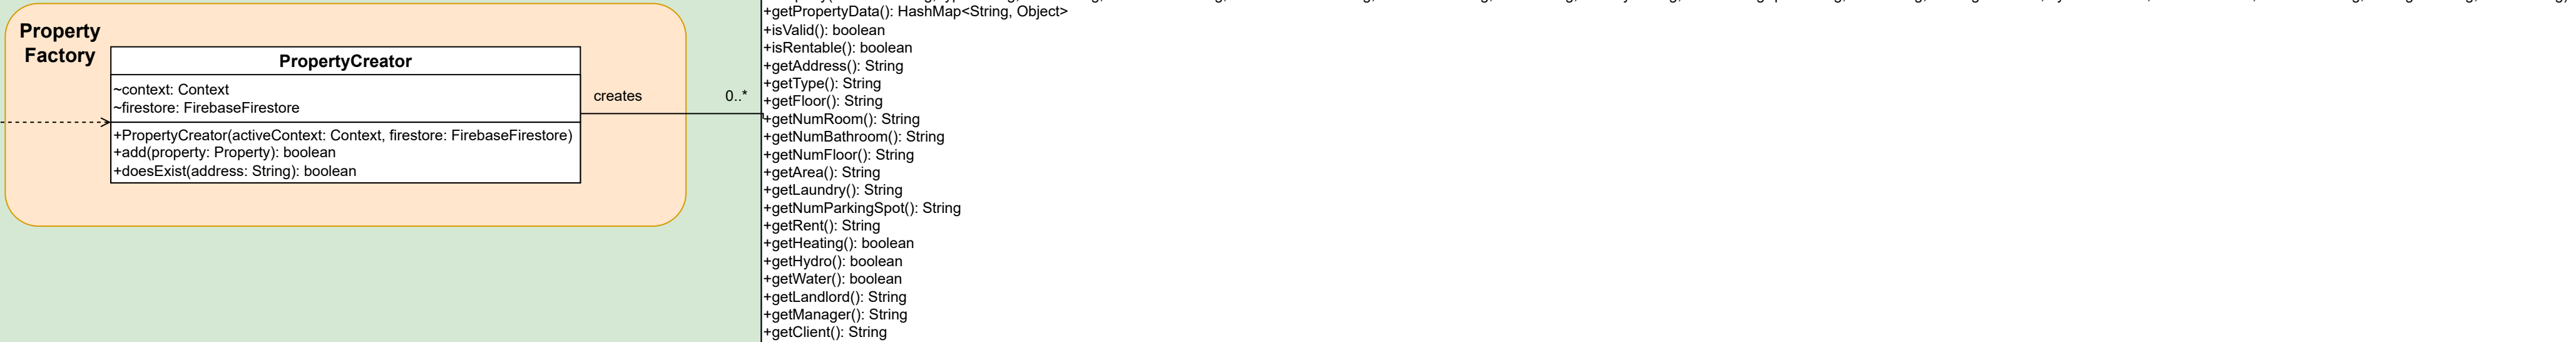 Property
Factory
PropertyCreator
~context: Context
~firestore: FirebaseFirestore
+PropertyCreator(activeContext: Context, firestore: FirebaseFirestore)
+add(property: Property): boolean
+doesExist(address: String): boolean
creates
0..*
+getPropertyData(): HashMap<String, Object>
+isValid(): boolean
+isRentable(): boolean
+getAddress(): String
+getType(): String
+getFloor(): String
+getNumRoom(): String
+getNumBathroom(): String
+getNumFloor(): String
+getArea(): String
+getLaundry(): String
+getNumParkingSpot(): String
+getRent(): String
+getHeating(): boolean
+getHydro(): boolean
+getWater(): boolean
+getLandlord(): String
+getManager(): String
+getClient(): String